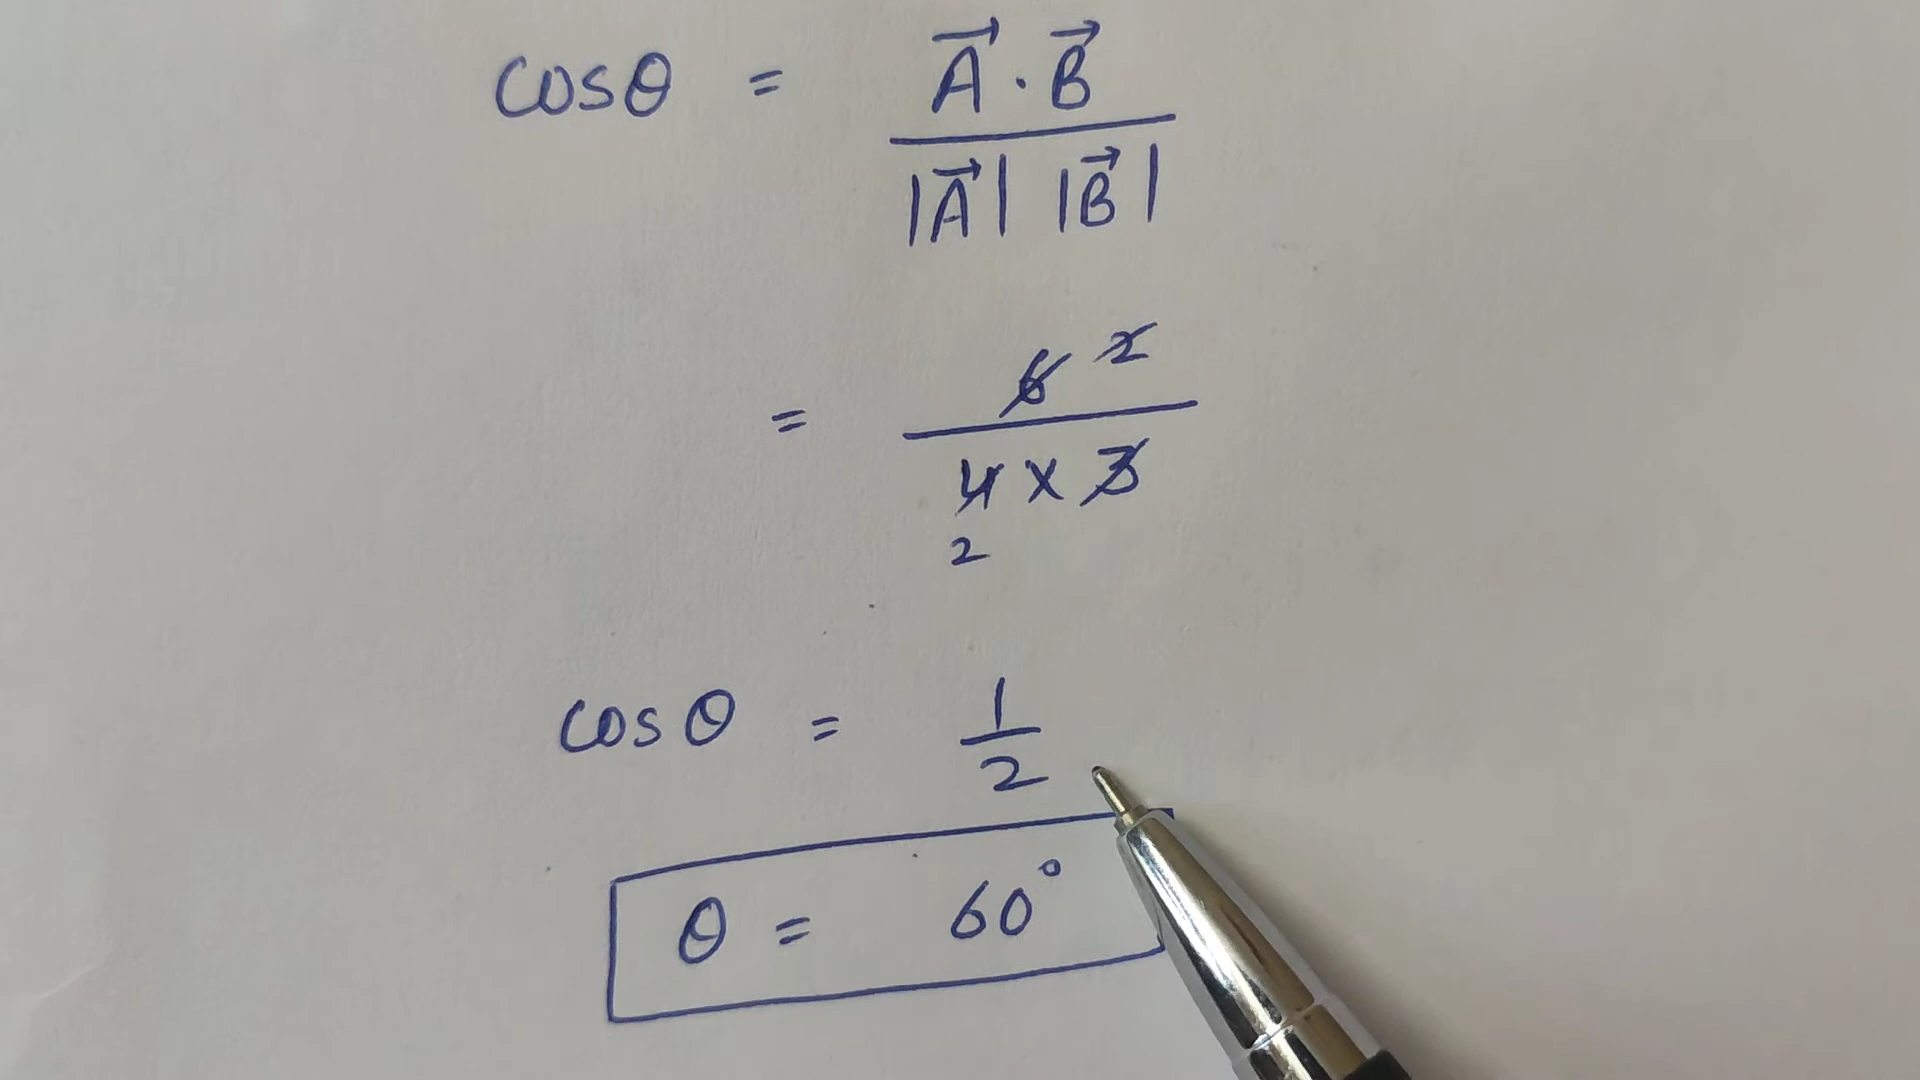 cosθ = A⃗ · B⃗
|A⃗| |B⃗|
= 6 2
4 × 3
2
cosθ = 1
2
θ = 60°